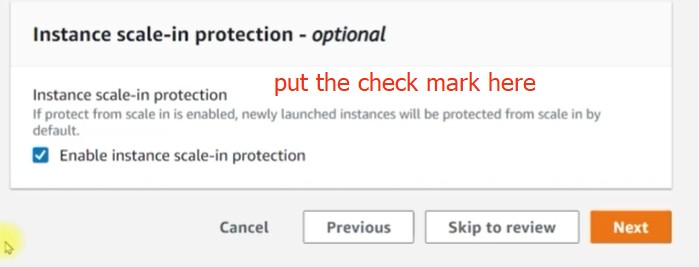 Instance scale-in protection - optional
put the check mark here
Instance scale-in protection
If protect from scale in is enabled, newly launched instances will be protected from scale in by
default.
Enable instance scale-in protection
Cancel
Previous
Skip to review
Next